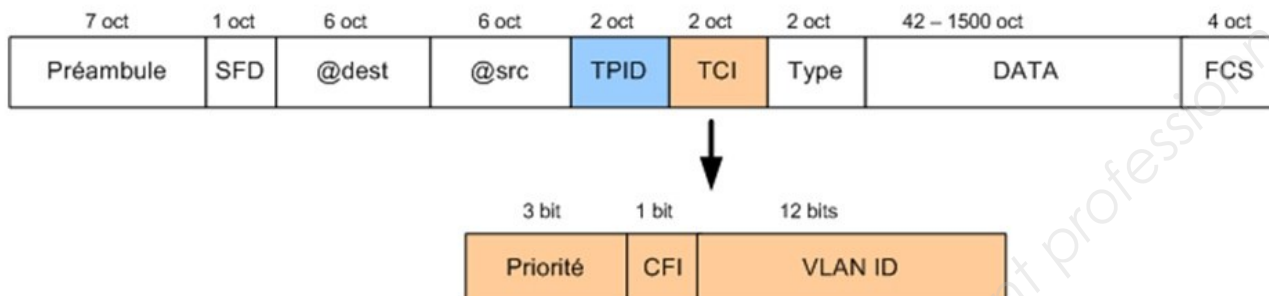 7 oct 1 oct 6 oct 6 oct 2 oct 2 oct 2 oct 42 – 1500 oct 4 oct
Préambule SFD @dest @src TPID TCI Type DATA FCS
3 bit 1 bit 12 bits
Priorité CFI VLAN ID
profession